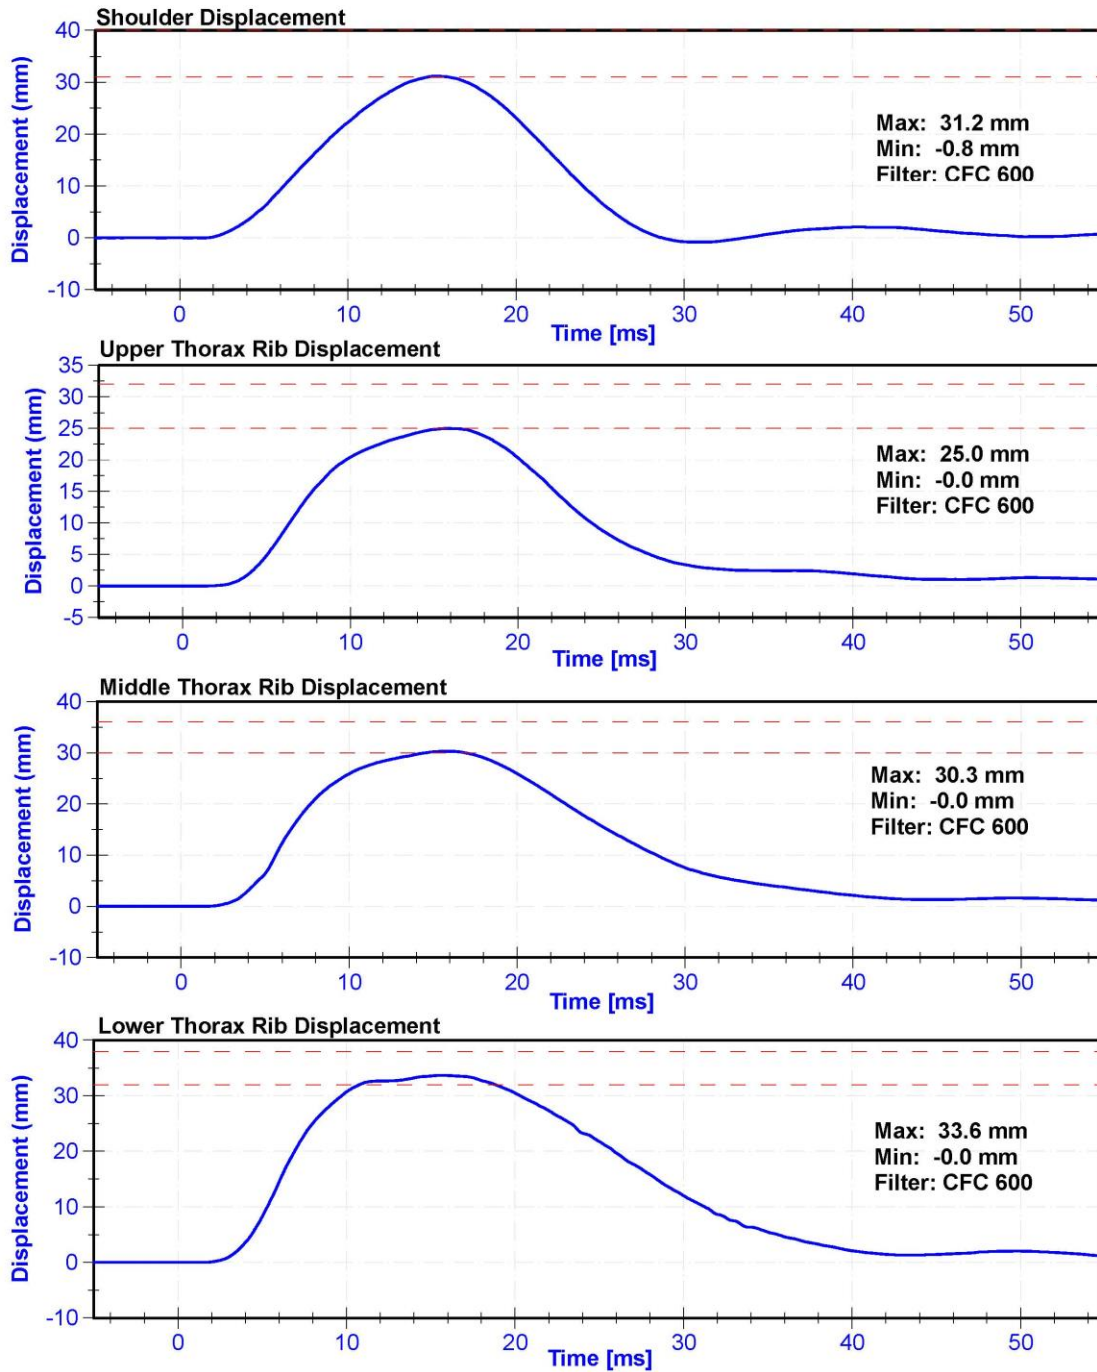 Shoulder Displacement
Displacement (mm)
40
30
20
10
0
-10
Max: 31.2 mm
Min: -0.8 mm
Filter: CFC 600
0 10 20 30 40 50
Time [ms]
Upper Thorax Rib Displacement
Displacement (mm)
35
30
25
20
15
10
5
0
-5
Max: 25.0 mm
Min: -0.0 mm
Filter: CFC 600
0 10 20 30 40 50
Time [ms]
Middle Thorax Rib Displacement
Displacement (mm)
40
30
20
10
0
-10
Max: 30.3 mm
Min: -0.0 mm
Filter: CFC 600
0 10 20 30 40 50
Time [ms]
Lower Thorax Rib Displacement
Displacement (mm)
40
30
20
10
0
-10
Max: 33.6 mm
Min: -0.0 mm
Filter: CFC 600
0 10 20 30 40 50
Time [ms]